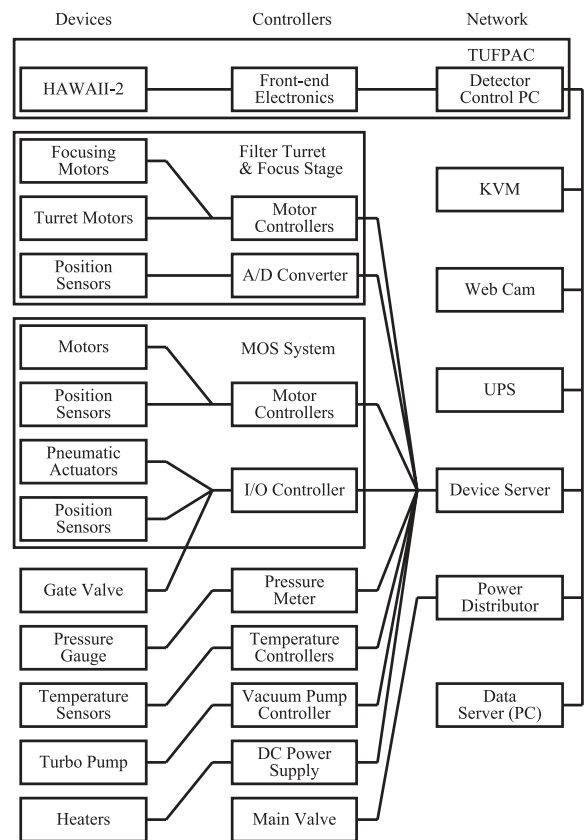 Devices
Controllers
Network
TUFPAC
HAWAII-2
Front-end
Electronics
Detector
Control PC
Focusing
Motors
Filter Turret
& Focus Stage
KVM
Turret Motors
Motor
Controllers
Position
Sensors
A/D Converter
Web Cam
Motors
MOS System
Position
Sensors
Motor
Controllers
UPS
Pneumatic
Actuators
I/O Controller
Device Server
Position
Sensors
Gate Valve
Pressure
Meter
Power
Distributor
Pressure
Gauge
Temperature
Controllers
Temperature
Sensors
Vacuum Pump
Controller
Data
Server (PC)
Turbo Pump
DC Power
Supply
Heaters
Main Valve